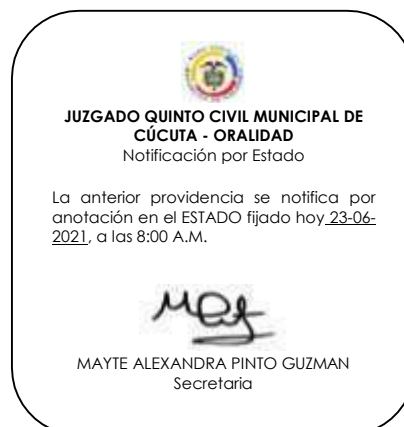 JUZGADO QUINTO CIVIL MUNICIPAL DE
CÚCUTA - ORALIDAD
Notificación por Estado
La anterior providencia se notifica por
anotación en el ESTADO fijado hoy 23-06-
2021, a las 8:00 A.M.
MAYTE ALEXANDRA PINTO GUZMAN
Secretaria